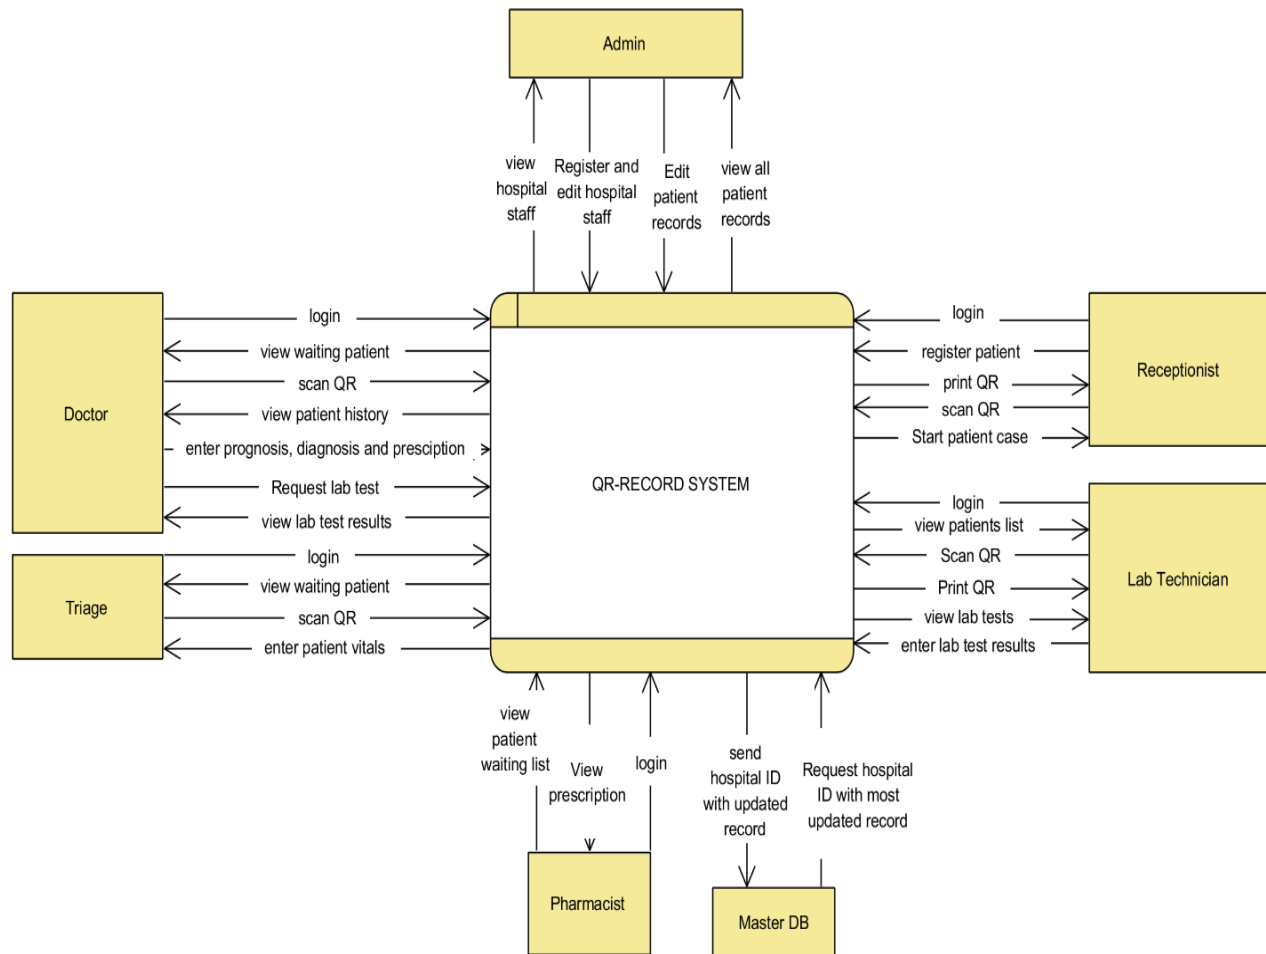 Admin
view
hospital
staff
Register and
edit hospital
staff
Edit
patient
records
view all
patient
records
Doctor
login
view waiting patient
scan QR
view patient history
enter prognosis, diagnosis and presciption
Request lab test
view lab test results
Triage
login
view waiting patient
scan QR
enter patient vitals
QR-RECORD SYSTEM
login
register patient
print QR
scan QR
Start patient case
Receptionist
login
view patients list
Scan QR
Print QR
view lab tests
enter lab test results
Lab Technician
view
patient
waiting list
View
prescription
login
send
hospital ID
with updated
record
Request hospital
ID with most
updated record
Pharmacist
Master DB